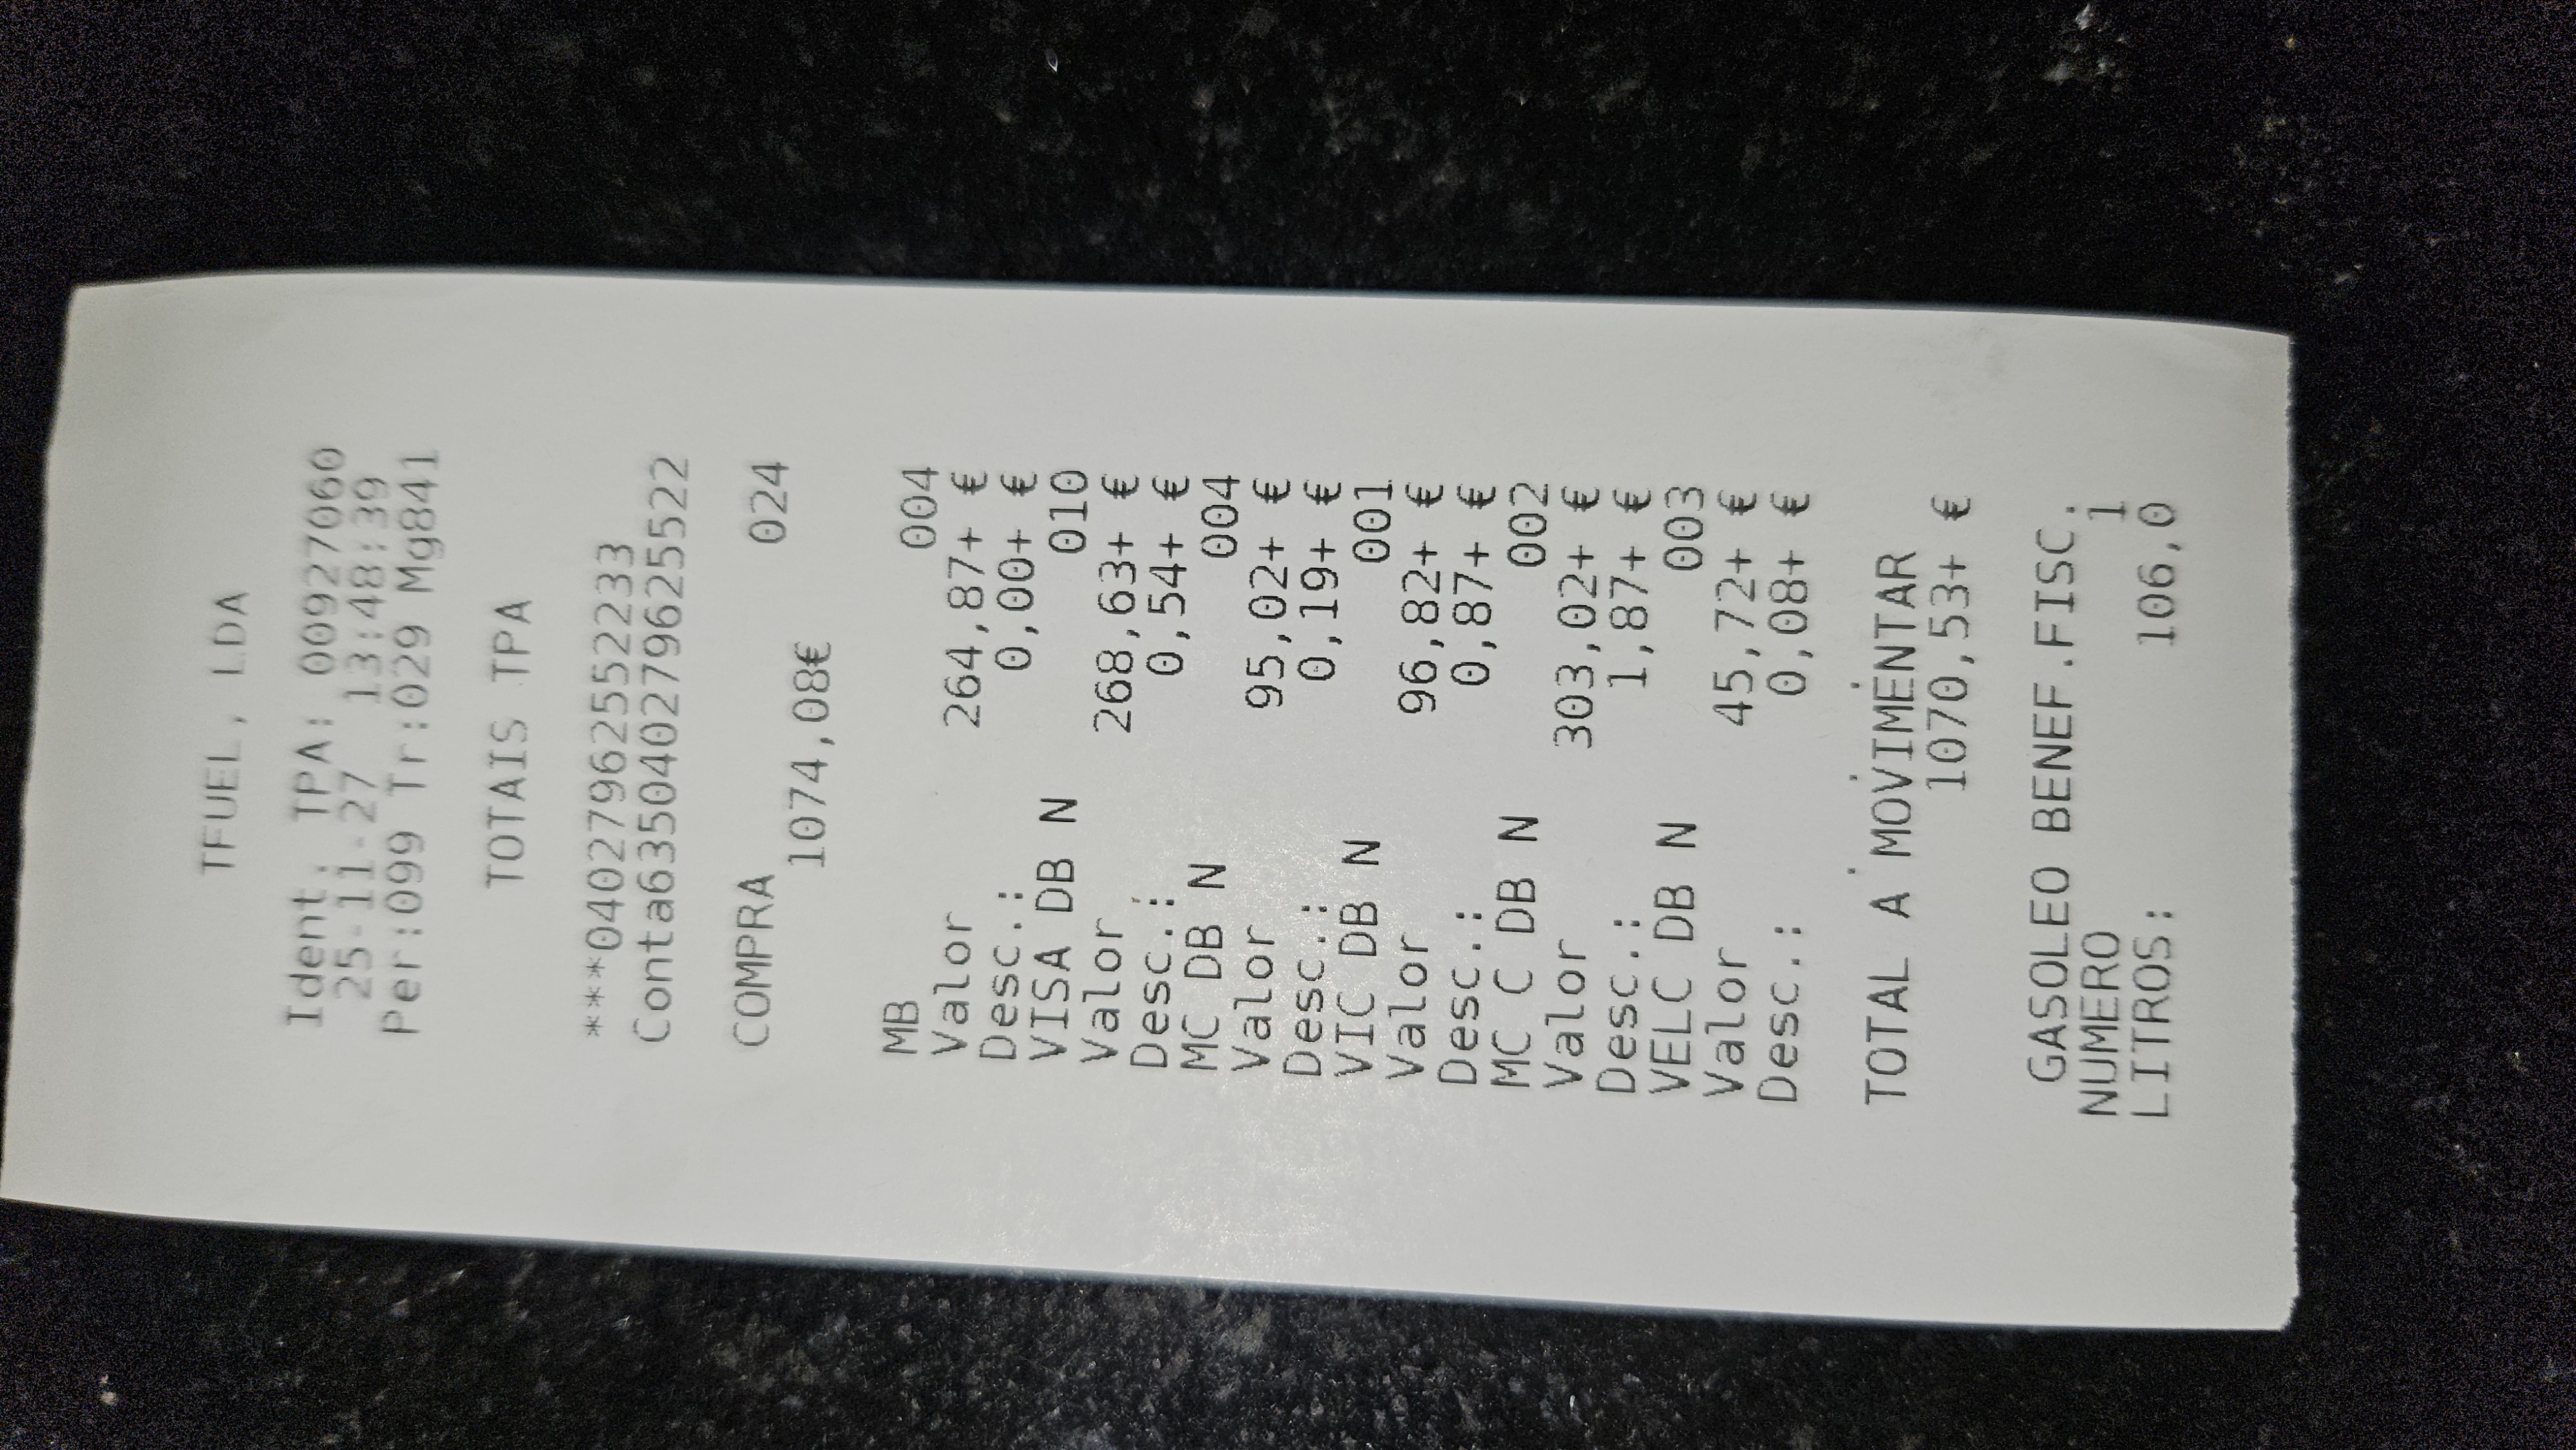 TFUEL, LDA
Ident.: TPA: 00927060
25-11-27 13:48:39
Per:099 Tr:029 Mg841
TOTAIS TPA
***0402796255522 33
Conta6350402796255522
COMPRA 024
1074,08€
MB 004
Valor 264,87+ €
Desc.: 0,00+ €
VISA DB N 010
Valor 268,63+ €
Desc.: 0,54+ €
MC DB N 004
Valor 95,02+ €
Desc.: 0,19+ €
VIC DB N 001
Valor 96,82+ €
Desc.: 0,87+ €
MC C DB N 002
Valor 303,02+ €
Desc.: 1,87+ €
VELC DB N 003
Valor 45,72+ €
Desc.: 0,08+ €
TOTAL A MOVIMENTAR
1070,53+ €
GASOLEO BENEF.FISC.
NUMERO 1
LITROS: 106,0